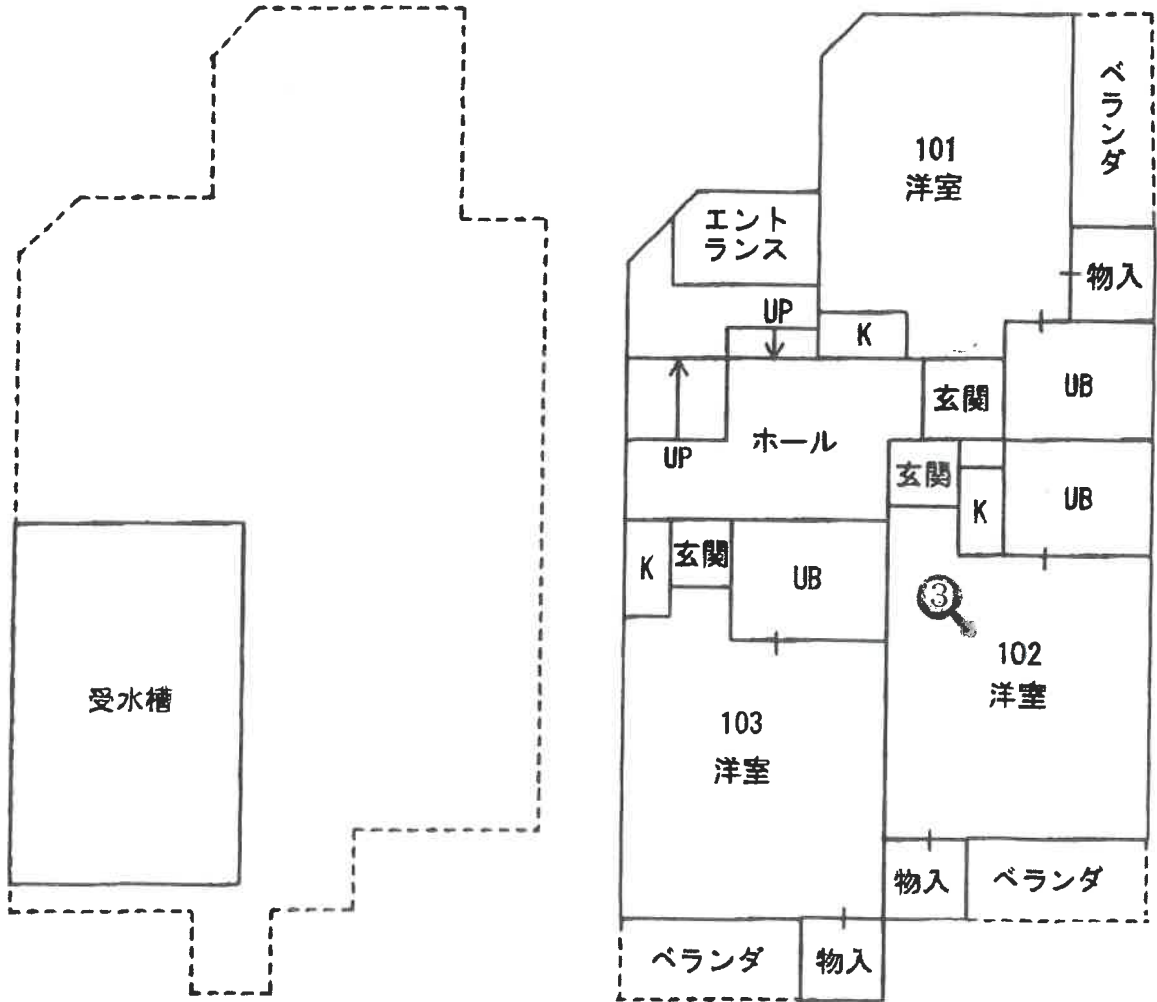 受水槽
ベランダ
101
洋室
エント
ランス
物入
UP
K
玄関
UB
ホール
UP
玄関
K
UB
K
玄関
UB
③
102
洋室
103
洋室
物入
ベランダ
ベランダ
物入